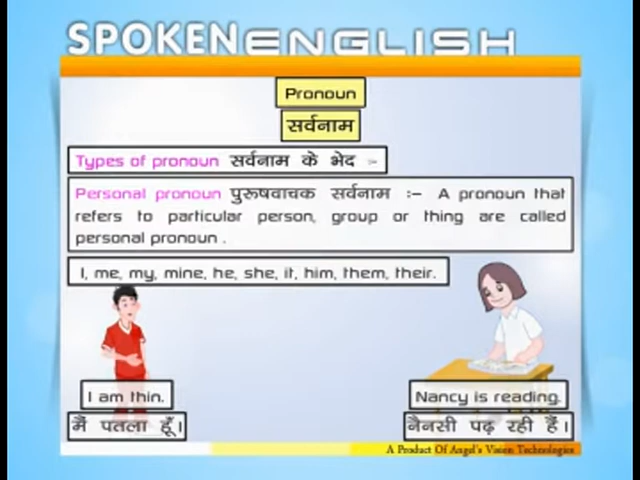 SPOKEN ENGLISH
Pronoun
सर्वनाम
Types of pronoun सर्वनाम के भेद :-
Personal pronoun पुरूषवाचक सर्वनाम :- A pronoun that
refers to particular person, group or thing are called
personal pronoun .
I, me, my, mine, he, she, it, him, them, their.
I am thin.
मैं पतला हूँ।
Nancy is reading.
नैनसी पढ़ रही हैं।
A Product Of Angel's Vision Technologies